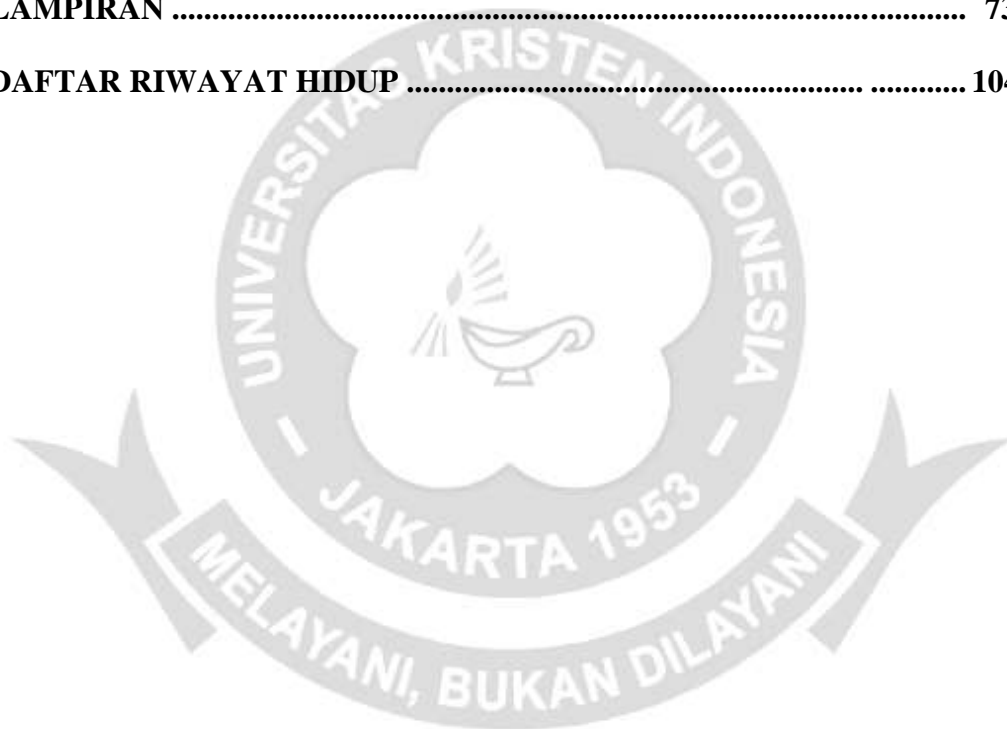 LAMPIRAN .................................................................................................... 73
DAFTAR RIWAYAT HIDUP ......................................................... ............ 104
UNIVERSITAS KRISTEN INDONESIA
- JAKARTA 1953 -
MELAYANI, BUKAN DILAYANI